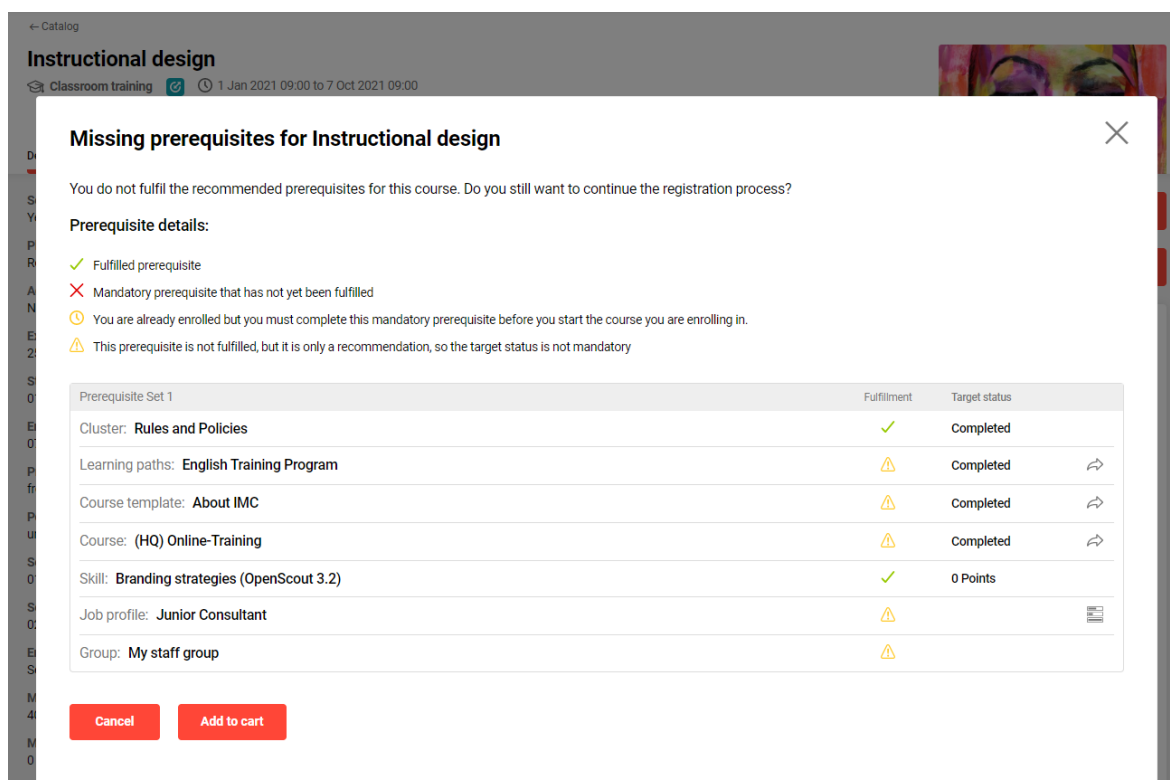 ←Catalog
Instructional design
Classroom training 1 Jan 2021 09:00 to 7 Oct 2021 09:00
Missing prerequisites for Instructional design
You do not fulfil the recommended prerequisites for this course. Do you still want to continue the registration process?
Prerequisite details:
Fulfilled prerequisite
Mandatory prerequisite that has not yet been fulfilled
You are already enrolled but you must complete this mandatory prerequisite before you start the course you are enrolling in.
This prerequisite is not fulfilled, but it is only a recommendation, so the target status is not mandatory
Prerequisite Set 1 Fulfillment Target status
Cluster: Rules and Policies Completed
Learning paths: English Training Program Completed
Course template: About IMC Completed
Course: (HQ) Online-Training Completed
Skill: Branding strategies (OpenScout 3.2) 0 Points
Job profile: Junior Consultant
Group: My staff group
Cancel Add to cart